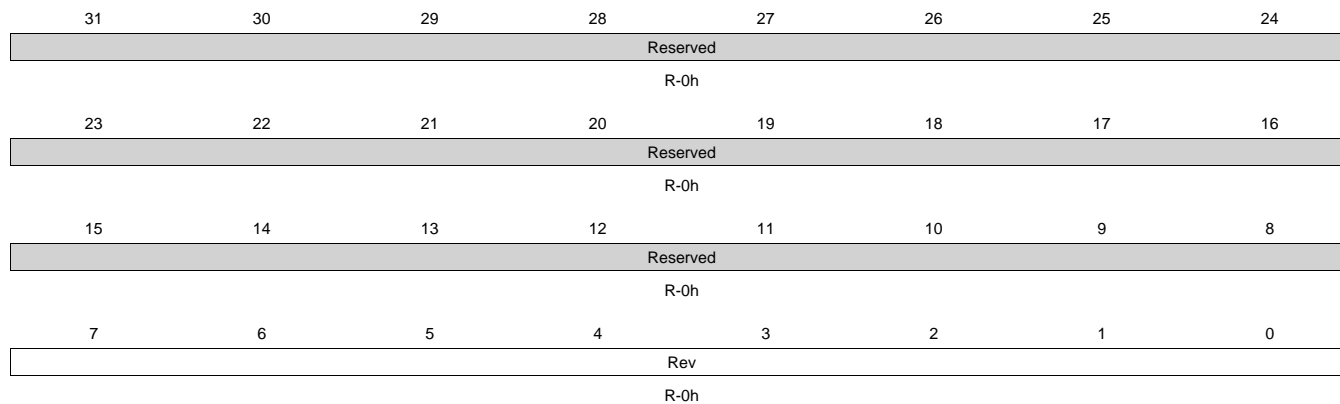 31 30 29 28 27 26 25 24
Reserved
R-0h
23 22 21 20 19 18 17 16
Reserved
R-0h
15 14 13 12 11 10 9 8
Reserved
R-0h
7 6 5 4 3 2 1 0
Rev
R-0h